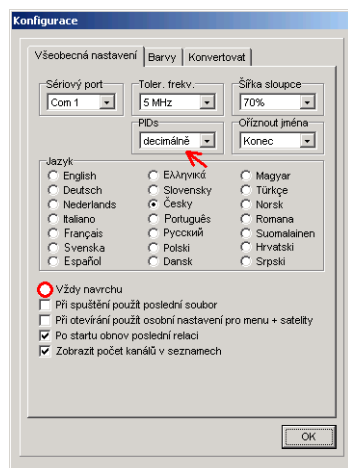 Konfigurace
Všeobecná nastavení Barvy Konvertovat
Sériový port Toler. frekv. Šířka sloupce
Com 1 5 MHz 70%
PIDs Oříznout jména
decimálně Konec
Jazyk
English Ελληνικά Magyar
Deutsch Slovensky Türkçe
Nederlands Česky Norsk
Italiano Português Romana
Français Русский Suomalainen
Svenska Polski Hrvatski
Español Dansk Srpski
Vždy navrchu
Při spuštění použít poslední soubor
Při otevírání použít osobní nastavení pro menu + satelity
Po startu obnov poslední relaci
Zobrazit počet kanálů v seznamech
OK